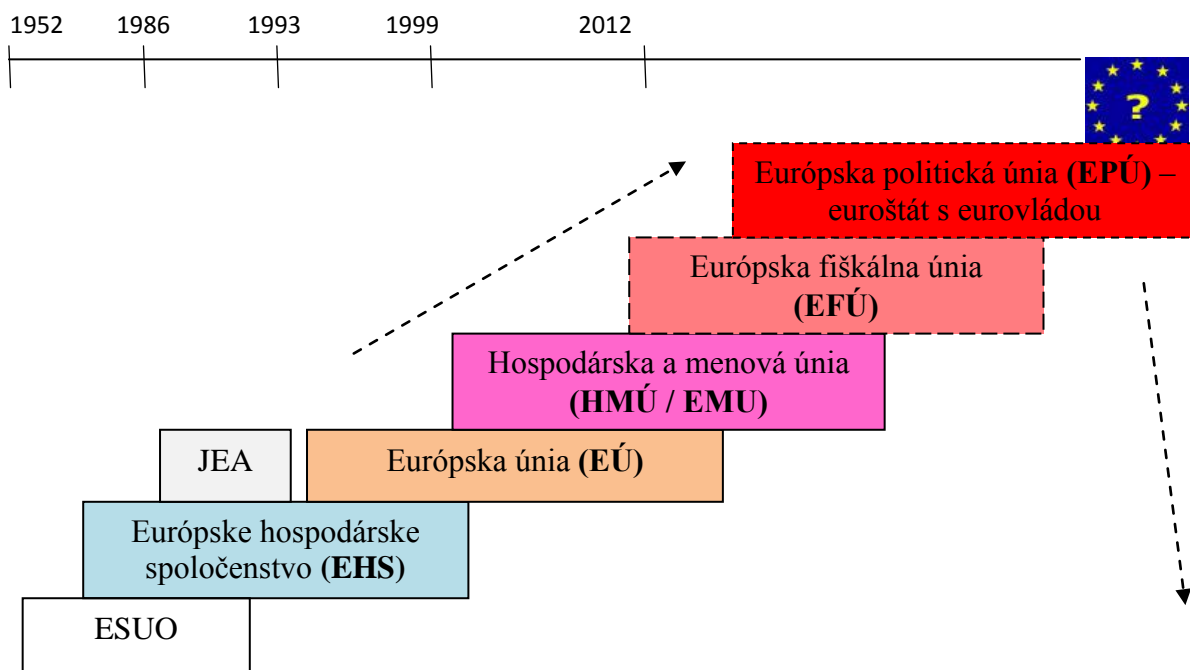 1952 1986 1993 1999 2012
?
Európska politická únia (EPÚ) –
euroštát s eurovládou
Európska fiškálna únia
(EFÚ)
Hospodárska a menová únia
(HMÚ / EMU)
JEA
Európska únia (EÚ)
Európske hospodárske
spoločenstvo (EHS)
ESUO